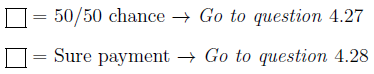 □ = 50/50 chance → Go to question 4.27
□ = Sure payment → Go to question 4.28